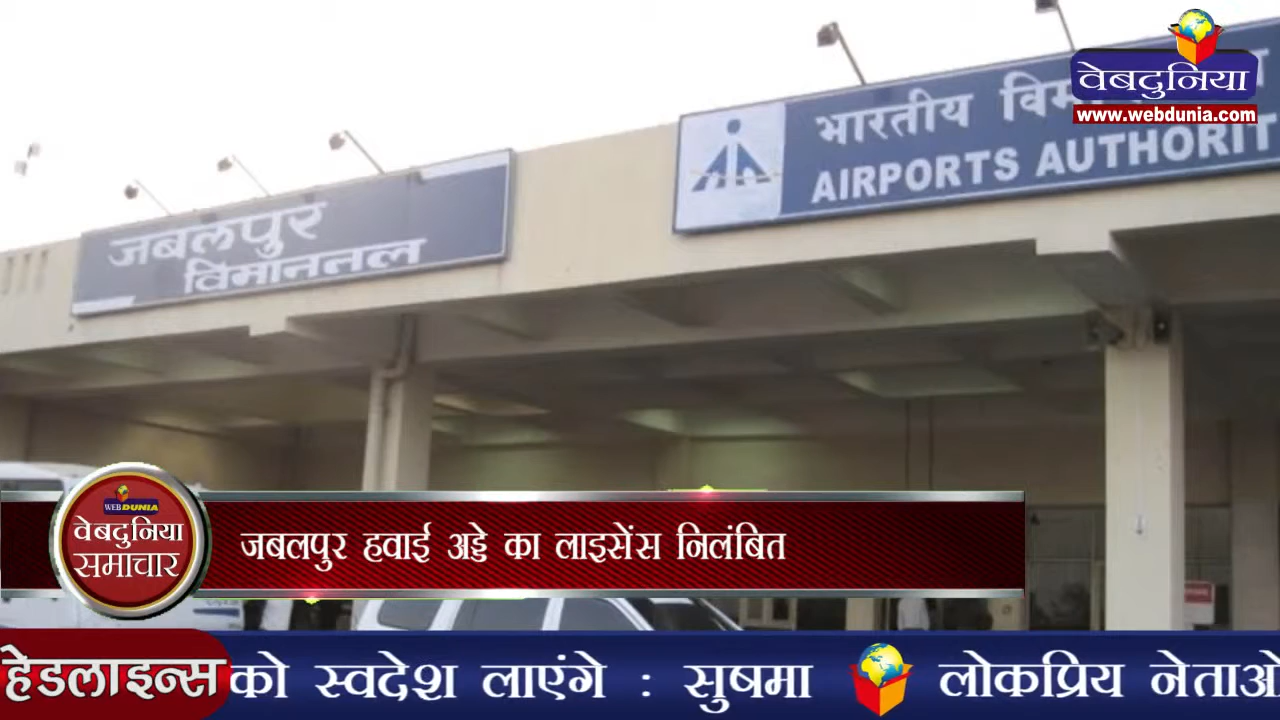 वेबदुनिया
www.webdunia.com
भारतीय
AIRPORTS AUTHORIT
जबलपुर
विमानतल
WEBDUNIA
वेबदुनिया
समाचार
जबलपुर हवाई अड्डे का लाइसेंस निलंबित
हेडलाइन्स को स्वदेश लाएंगे : सुषमा लोकप्रिय नेताओ